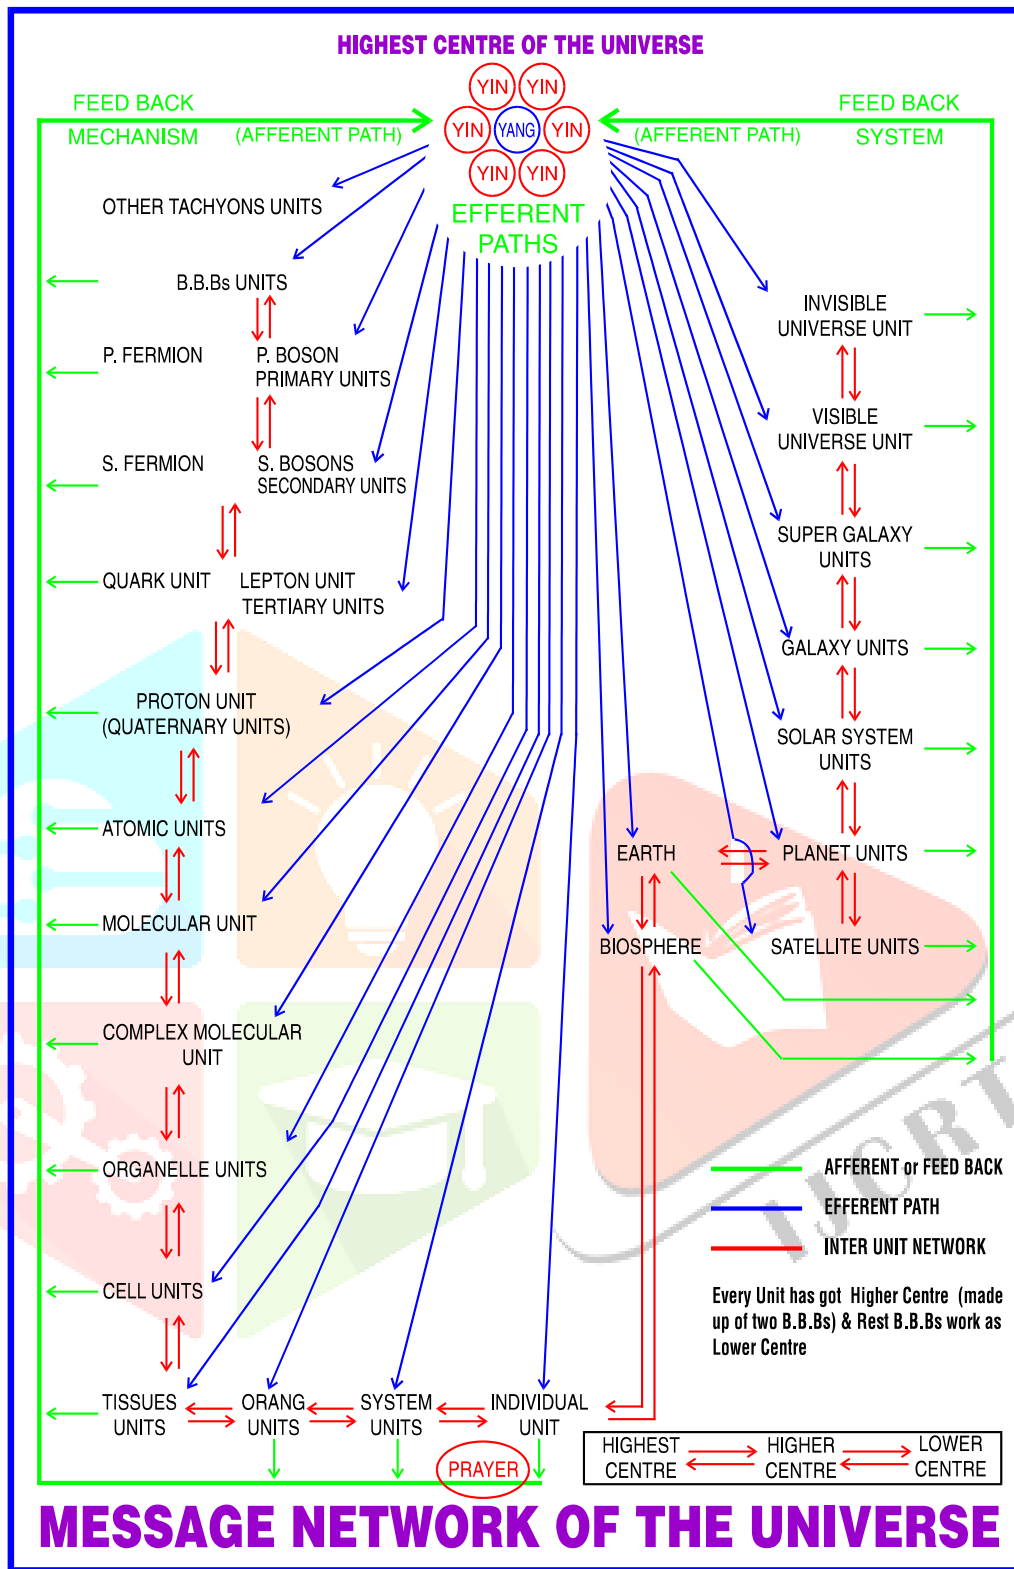 HIGHEST CENTRE OF THE UNIVERSE
YIN YIN
YIN YANG YIN
YIN YIN
FEED BACK
MECHANISM (AFFERENT PATH)
FEED BACK
(AFFERENT PATH) SYSTEM
EFFERENT
PATHS
OTHER TACHYONS UNITS
B.B.Bs UNITS
P. FERMION P. BOSON
PRIMARY UNITS
S. FERMION S. BOSONS
SECONDARY UNITS
QUARK UNIT LEPTON UNIT
TERTIARY UNITS
PROTON UNIT
(QUATERNARY UNITS)
ATOMIC UNITS
MOLECULAR UNIT
COMPLEX MOLECULAR
UNIT
ORGANELLE UNITS
CELL UNITS
TISSUES
UNITS
ORANG
UNITS
SYSTEM
UNITS
INDIVIDUAL
UNIT
PRAYER
INVISIBLE
UNIVERSE UNIT
VISIBLE
UNIVERSE UNIT
SUPER GALAXY
UNITS
GALAXY UNITS
SOLAR SYSTEM
UNITS
EARTH
PLANET UNITS
BIOSPHERE
SATELLITE UNITS
IJCRT
AFFERENT or FEED BACK
EFFERENT PATH
INTER UNIT NETWORK
Every Unit has got Higher Centre (made
up of two B.B.Bs) & Rest B.B.Bs work as
Lower Centre
HIGHEST HIGHER LOWER
CENTRE CENTRE CENTRE
MESSAGE NETWORK OF THE UNIVERSE